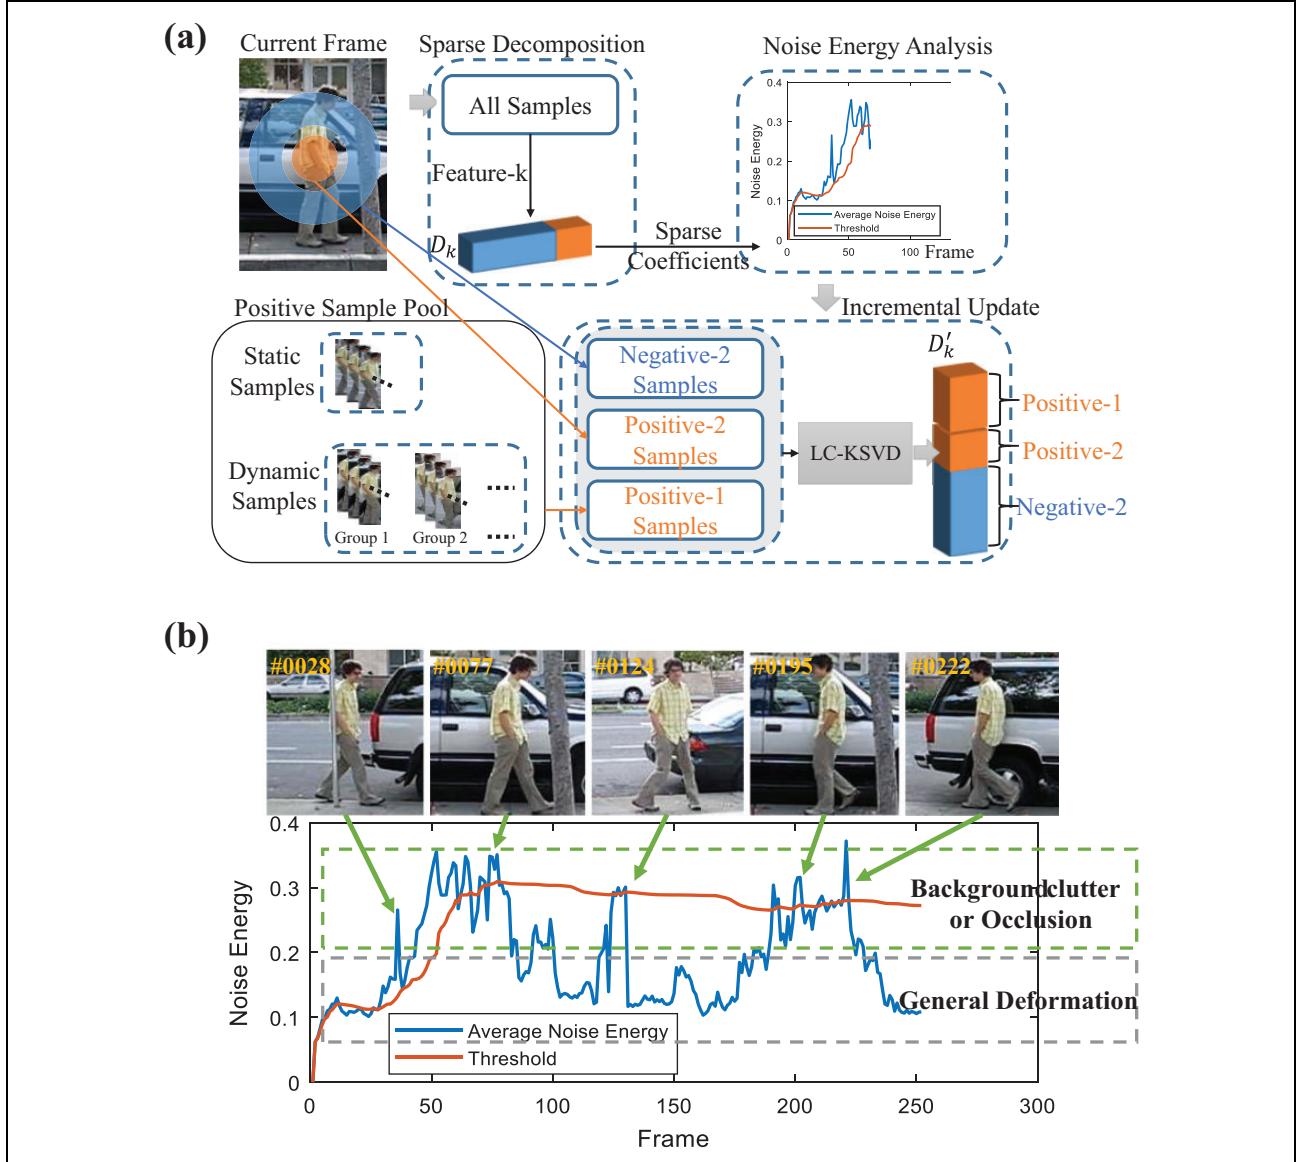 (a)
Current Frame
Sparse Decomposition
Noise Energy Analysis
All Samples
Feature-k
D_k
Sparse
Coefficients
0.4
0.3
0.2
0.1
0
Noise Energy
Average Noise Energy
Threshold
0
50
100
Frame
Positive Sample Pool
Static
Samples
Dynamic
Samples
Group 1
Group 2
Incremental Update
Negative-2
Samples
Positive-2
Samples
Positive-1
Samples
LC-KSVD
D′_k
Positive-1
Positive-2
Negative-2
(b)
#0028
#0077
#0124
#0195
#0222
0.4
0.3
0.2
0.1
0
Noise Energy
Background clutter
or Occlusion
General Deformation
Average Noise Energy
Threshold
0
50
100
150
200
250
300
Frame